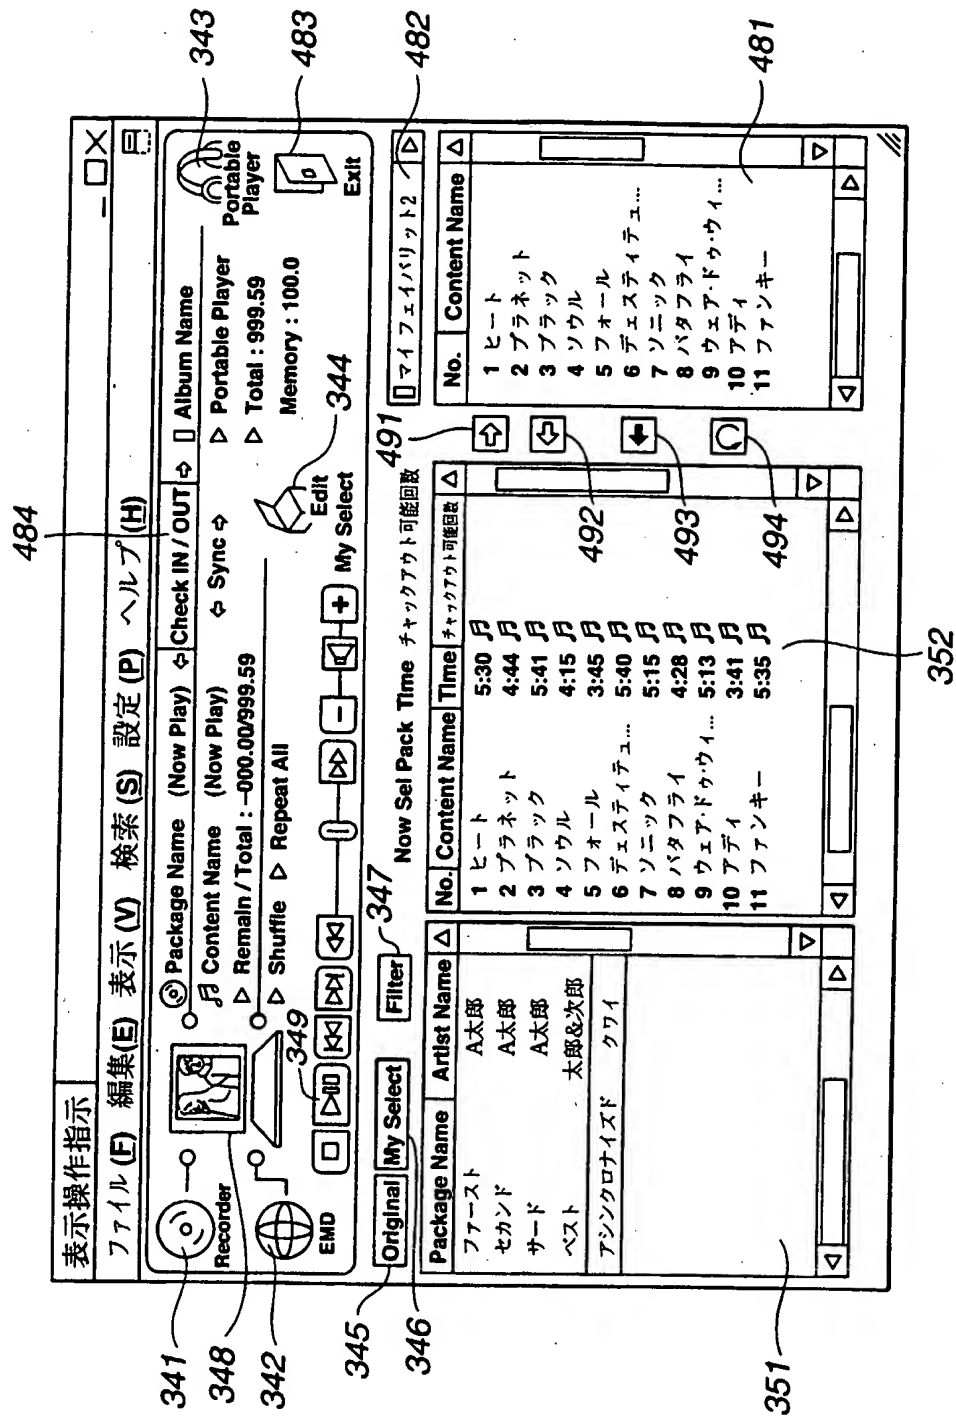 484
表示操作指示
ファイル(F) 編集(E) 表示(V) 検索(S) 設定(P) ヘルプ(H)
341
348
342
Recorder
EMD
349
Package Name (Now Play)
Content Name (Now Play)
Remain / Total : -000.00/999.59
Shuffle Repeat All
Check IN / OUT
Sync
Album Name
Portable Player
Total : 999.59
Memory : 100.0
Portable Player
343
Exit
483
Edit
344
My Select
345
346
Original My Select
Filter
347
Now Sel Pack Time チャックアウト可能回数
491
マイフェイバリット2
482
Package Name Artist Name
ファースト A太郎
セカンド A太郎
サード A太郎
ベスト 太郎&次郎
アシンクロナイズド クワイ
351
No. Content Name Time チャックアウト可能回数
1 ヒート 5:30
2 プラネット 4:44
3 ブラック 5:41
4 ソウル 4:15
5 フォール 3:45
6 デェスティテュ... 5:40
7 ソニック 5:15
8 バタフライ 4:28
9 ウェア・ドゥ・ウィ... 5:13
10 アディ 3:41
11 ファンキー 5:35
352
492
493
494
No. Content Name
1 ヒート
2 プラネット
3 ブラック
4 ソウル
5 フォール
6 デェスティテュ...
7 ソニック
8 バタフライ
9 ウェア・ドゥ・ウィ...
10 アディ
11 ファンキー
481